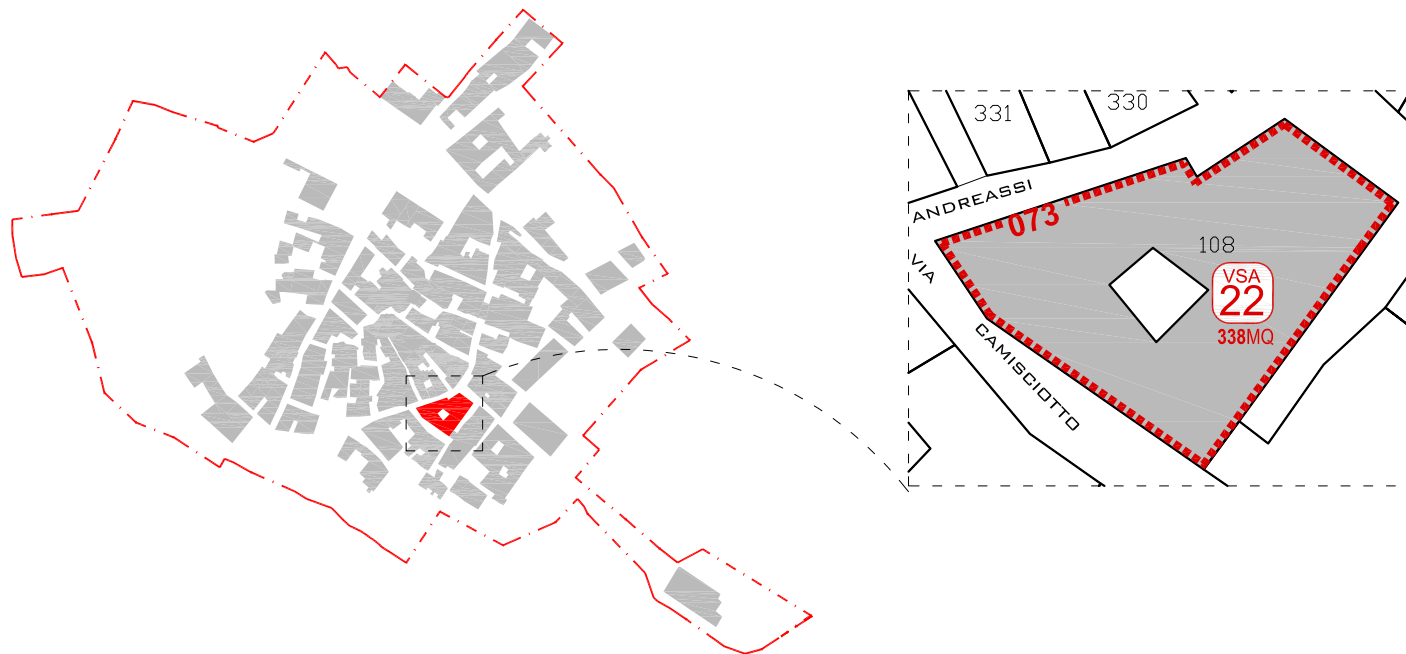 331
330
ANDREASSI
073
108
VIA
VSA
22
338MQ
CAMISCIOTTO